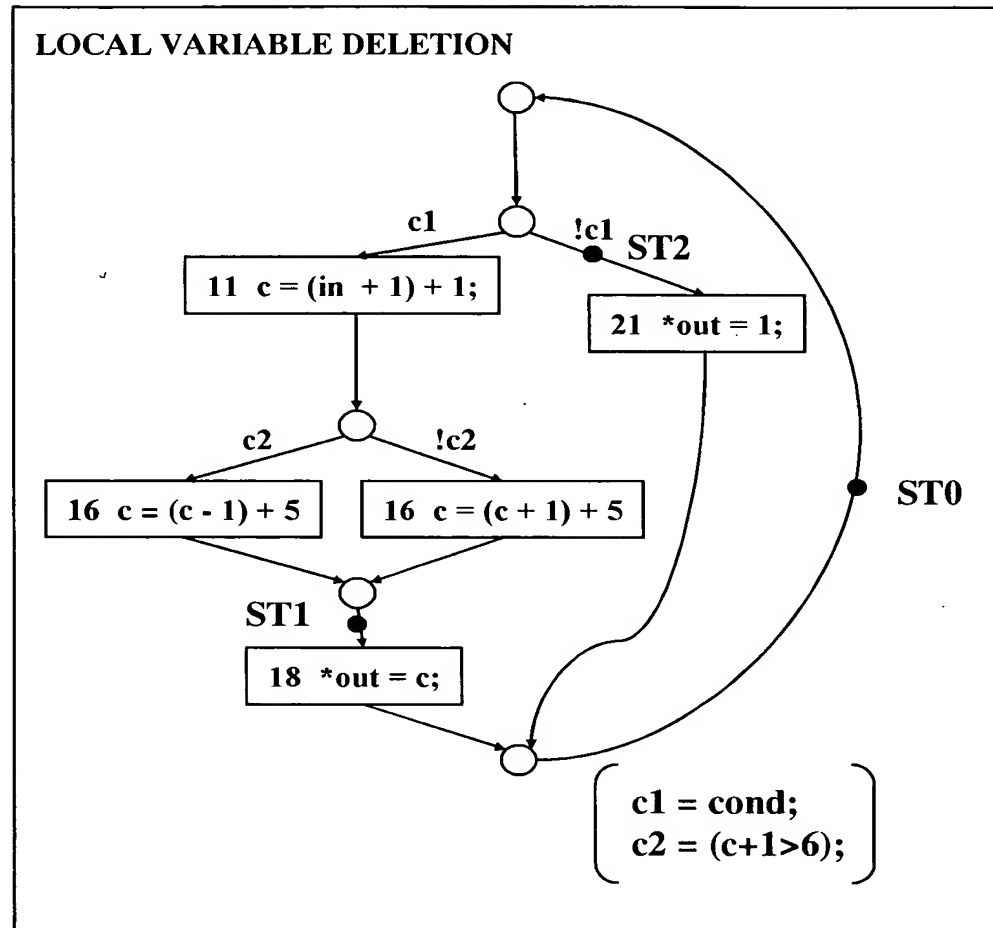 LOCAL VARIABLE DELETION
c1
!c1
ST2
11 c = (in + 1) + 1;
21 *out = 1;
c2
!c2
ST0
16 c = (c - 1) + 5
16 c = (c + 1) + 5
ST1
18 *out = c;
c1 = cond;
c2 = (c+1>6);